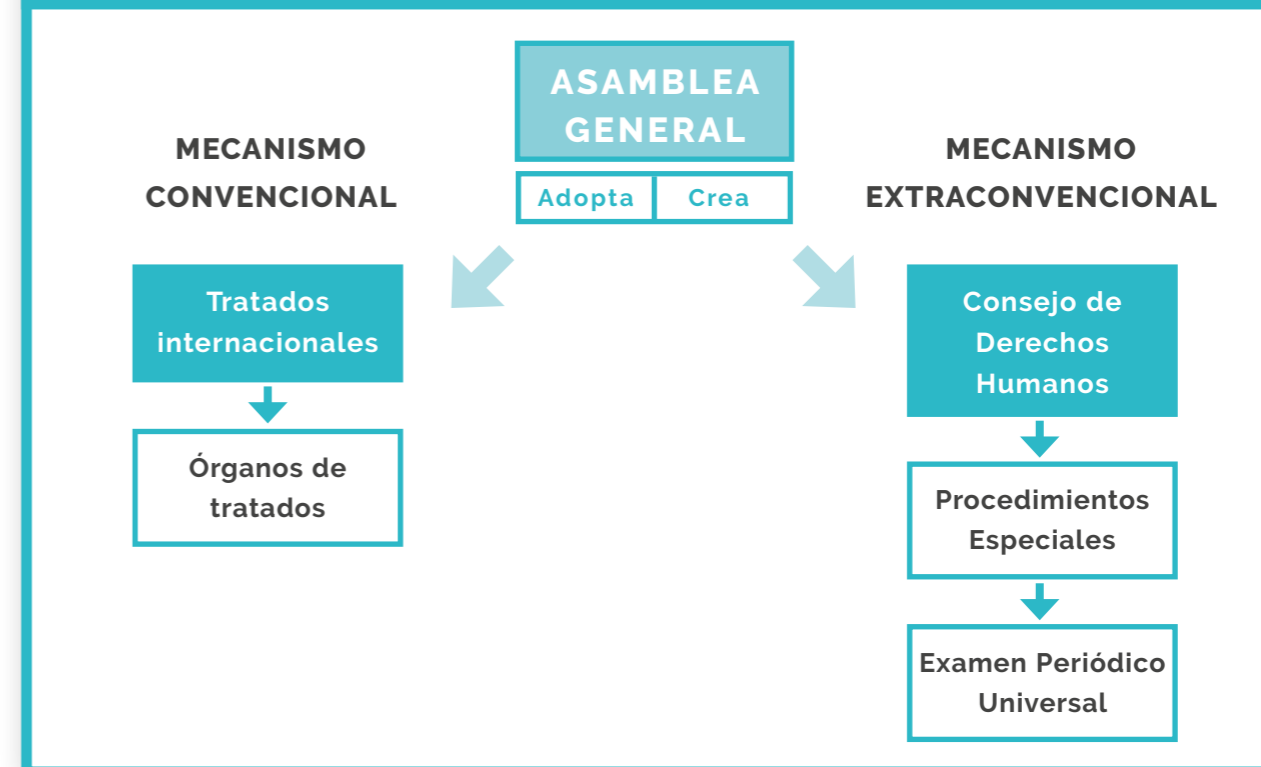 ASAMBLEA
GENERAL
Adopta
Crea
MECANISMO
CONVENCIONAL
Tratados
internacionales
Órganos de
tratados
MECANISMO
EXTRACONVENCIONAL
Consejo de
Derechos
Humanos
Procedimientos
Especiales
Examen Periódico
Universal